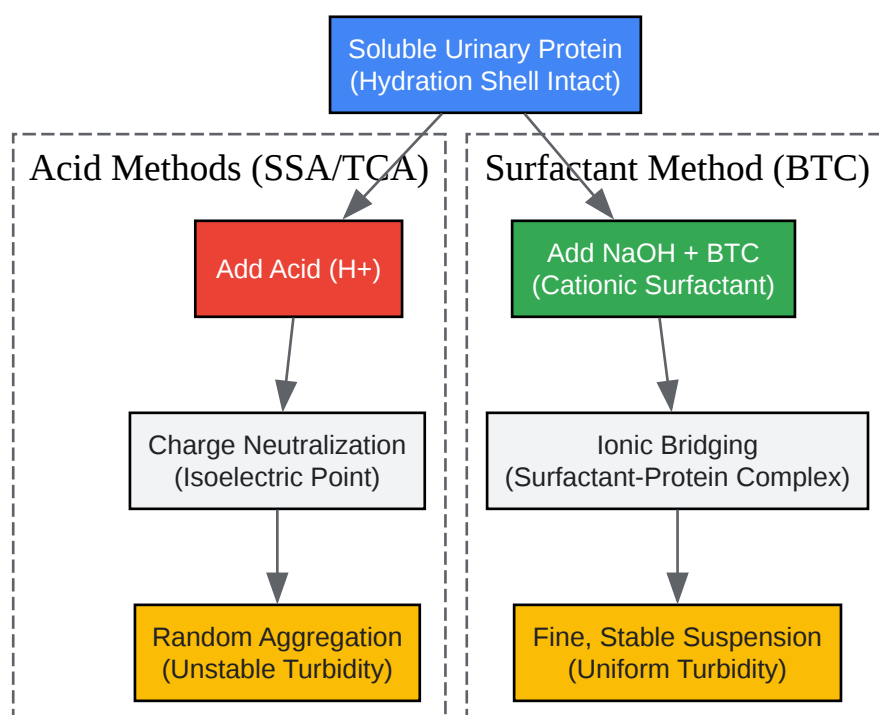 Soluble Urinary Protein
(Hydration Shell Intact)
Acid Methods (SSA/TCA)
Surfactant Method (BTC)
Add Acid (H+)
Add NaOH + BTC
(Cationic Surfactant)
Charge Neutralization
(Isoelectric Point)
Ionic Bridging
(Surfactant-Protein Complex)
Random Aggregation
(Unstable Turbidity)
Fine, Stable Suspension
(Uniform Turbidity)